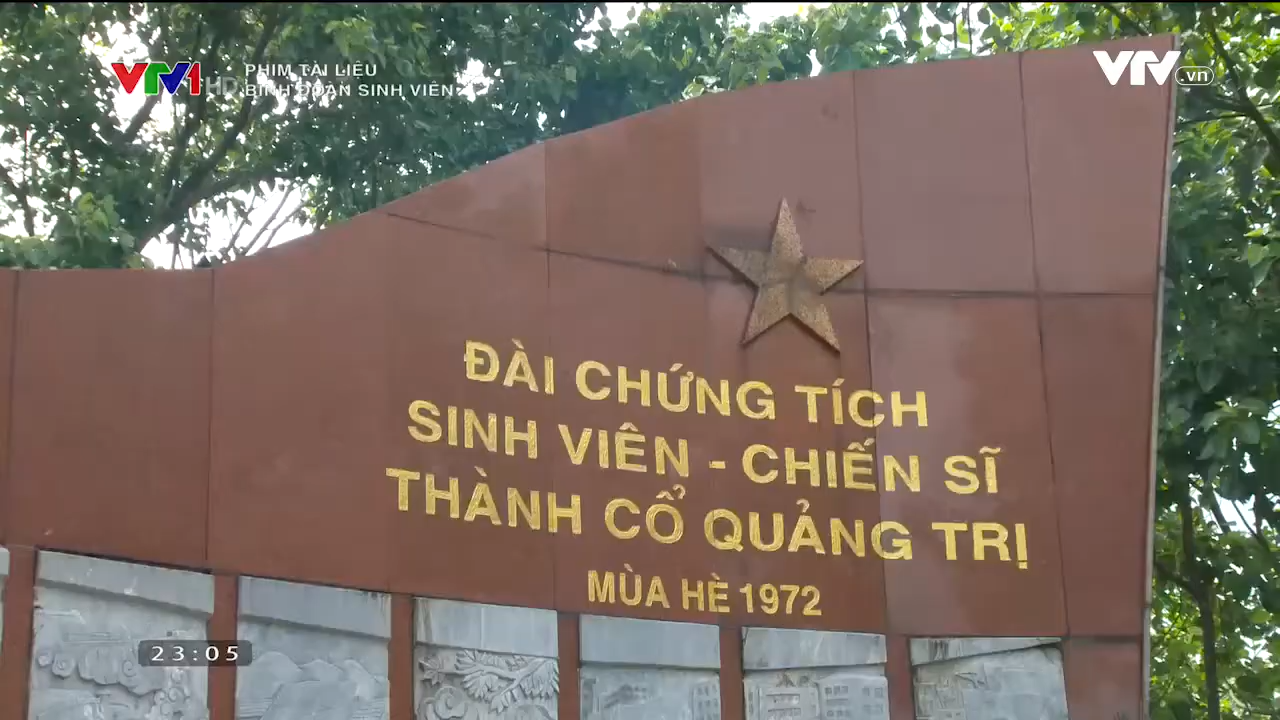 VTV1 HD PHIM TÀI LIỆU
BINH ĐOÀN SINH VIÊN
VTV.vn
ĐÀI CHỨNG TÍCH
SINH VIÊN - CHIẾN SĨ
THÀNH CỔ QUẢNG TRỊ
MÙA HÈ 1972
23:05